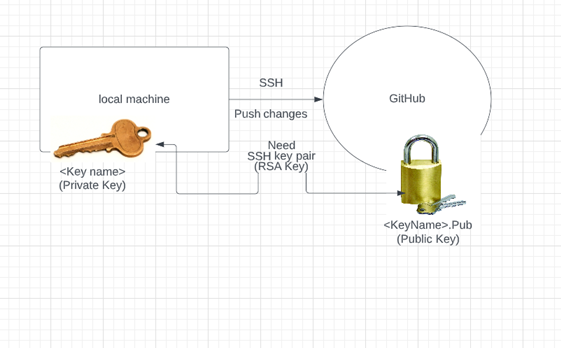 SSH
local machine
GitHub
Push changes
Need
SSH key pair
(RSA Key)
<Key name>
(Private Key)
<KeyName>.Pub
(Public Key)